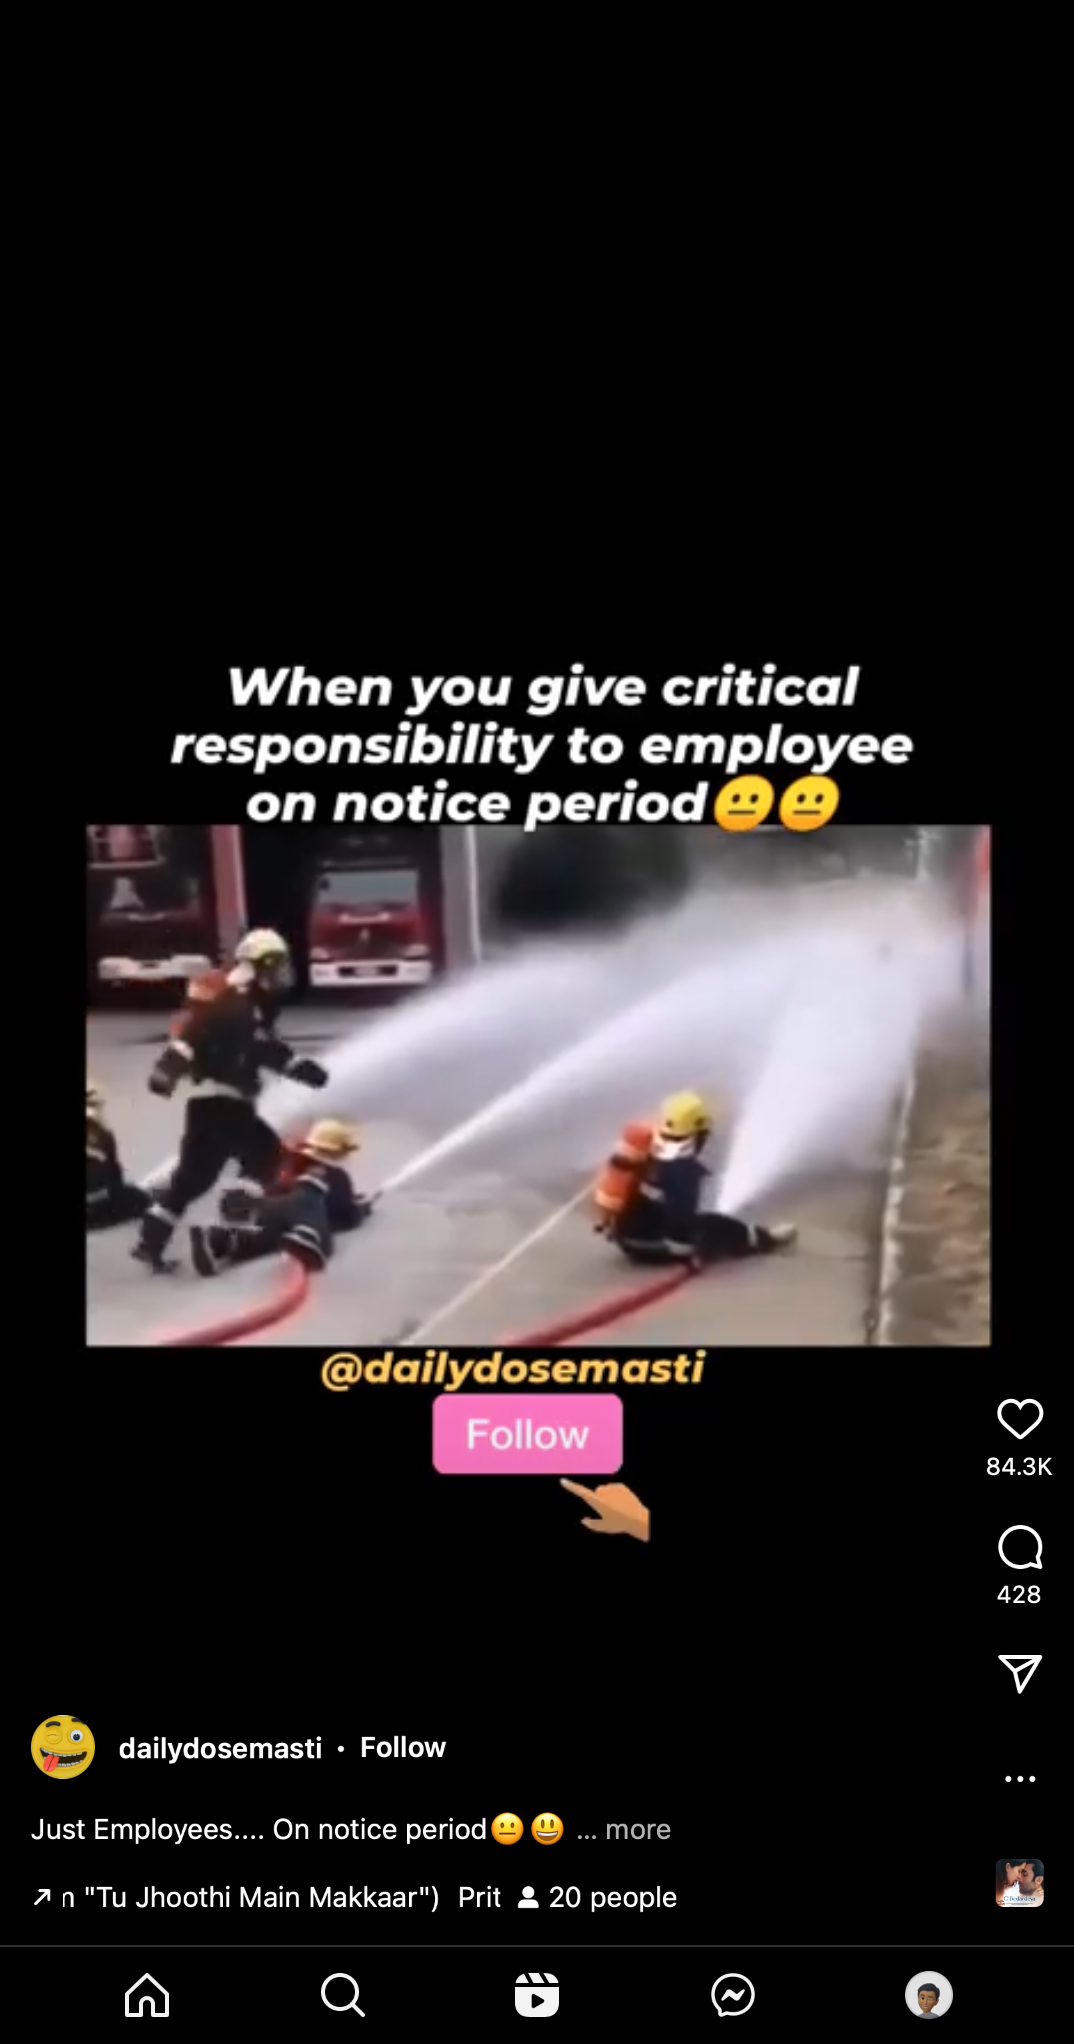 When you give critical
responsibility to employee
on notice period😐😐
@dailydosemasti
Follow
84.3K
428
dailydosemasti • Follow
Just Employees.... On notice period😐😃 ... more
n "Tu Jhoothi Main Makkaar") Prit 20 people